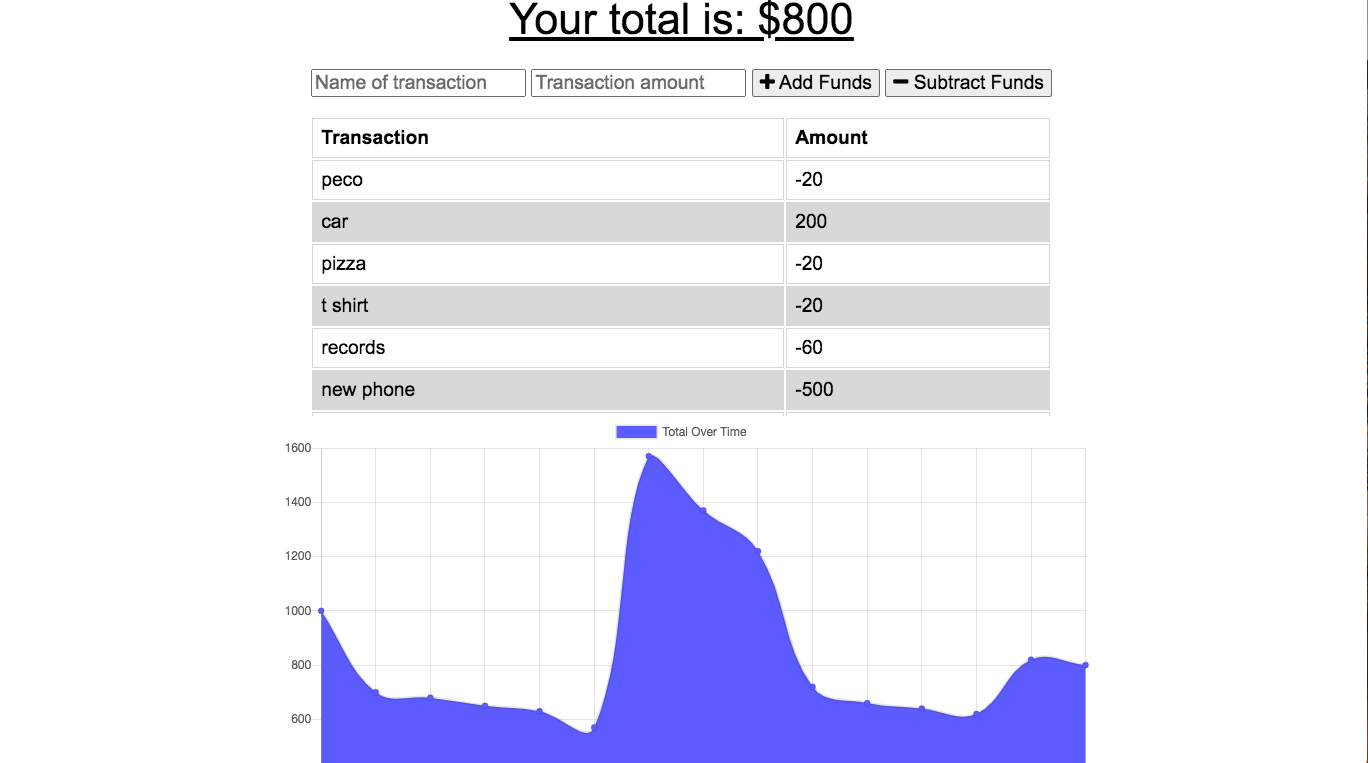 Your total is: $800
Name of transaction Transaction amount Add Funds Subtract Funds
Transaction Amount
peco -20
car 200
pizza -20
t shirt -20
records -60
new phone -500
Total Over Time
1600
1400
1200
1000
800
600